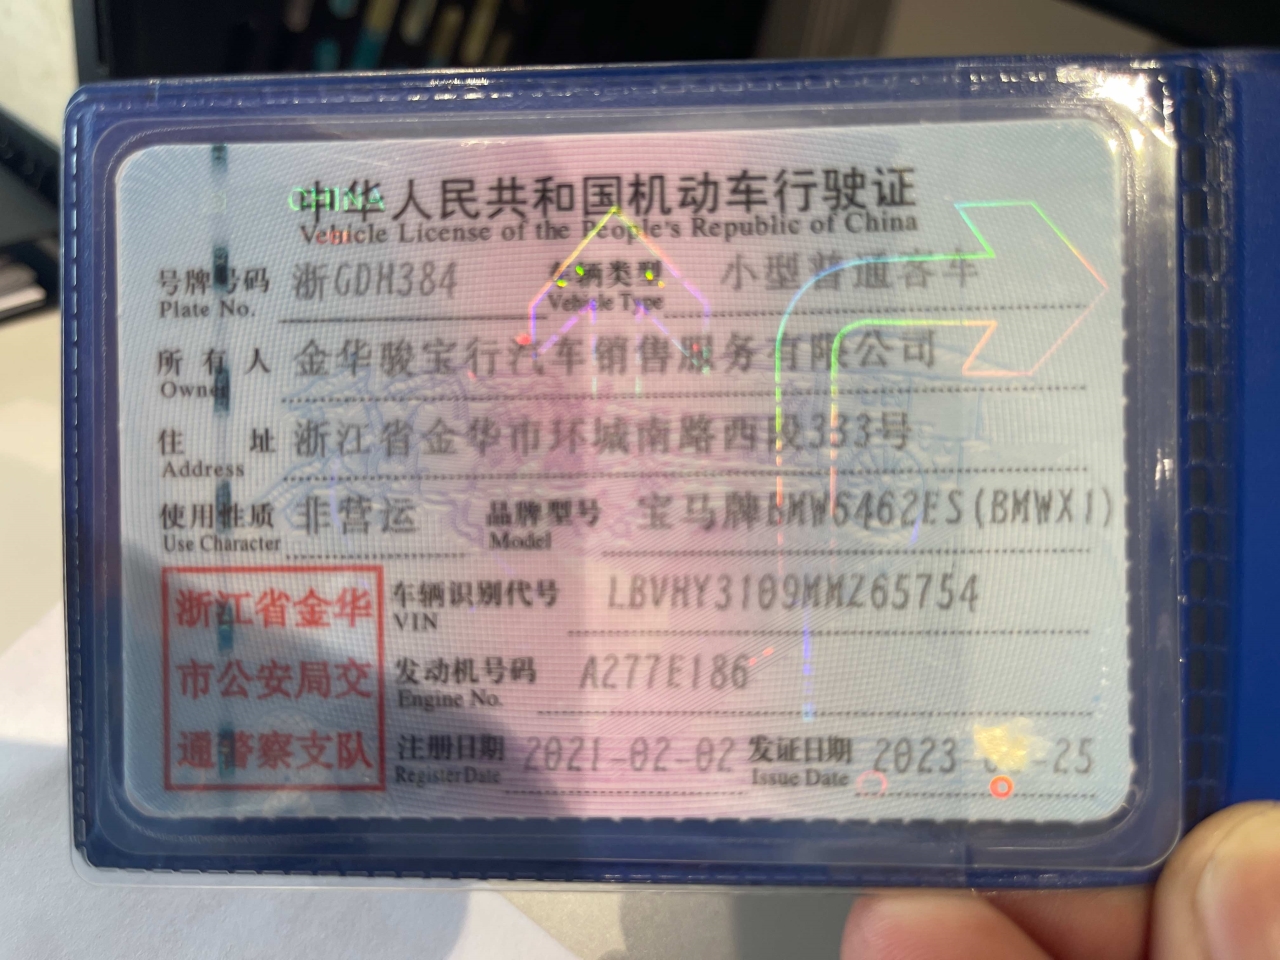 CHINA
中华人民共和国机动车行驶证
Vehicle License of the People's Republic of China
号牌号码 浙GDH384 车辆类型 小型普通客车
Plate No. Vehicle Type
所有人 金华骏宝行汽车销售服务有限公司
Owner
住址 浙江省金华市环城南路西段333号
Address
使用性质 非营运 品牌型号 宝马牌BMW6462ES(BMWX1)
Use Character Model
浙江省金华
市公安局交
通警察支队
车辆识别代号 LBVHY3109MMZ65754
VIN
发动机号码 A277E186
Engine No.
注册日期 2021-02-02 发证日期 2023- -25
Register Date Issue Date